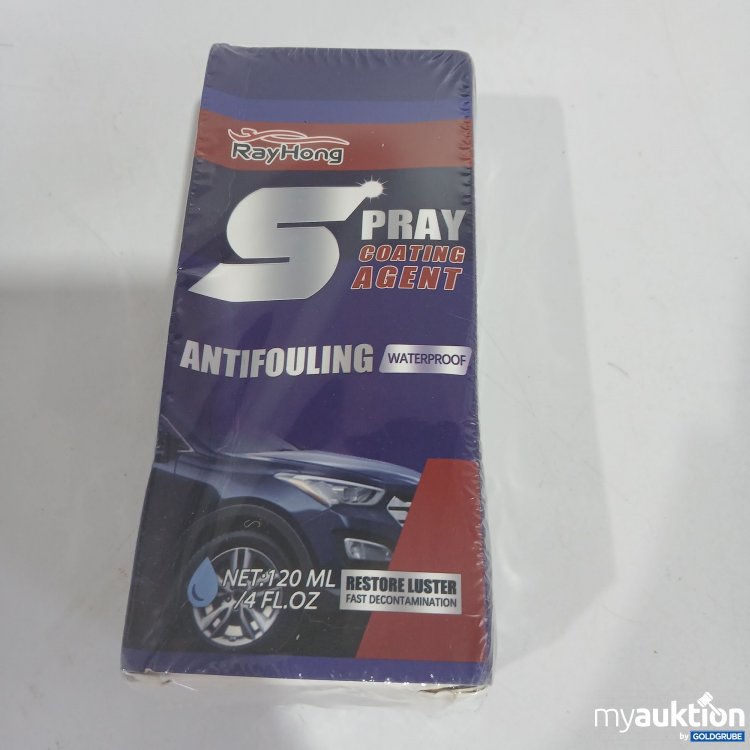 RayHong
SPRAY
COATING
AGENT
ANTIFOULING WATERPROOF
NET:120 ML
/4 FL.OZ
RESTORE LUSTER
FAST DECONTAMINATION
myauktion
by GOLDGRUBE